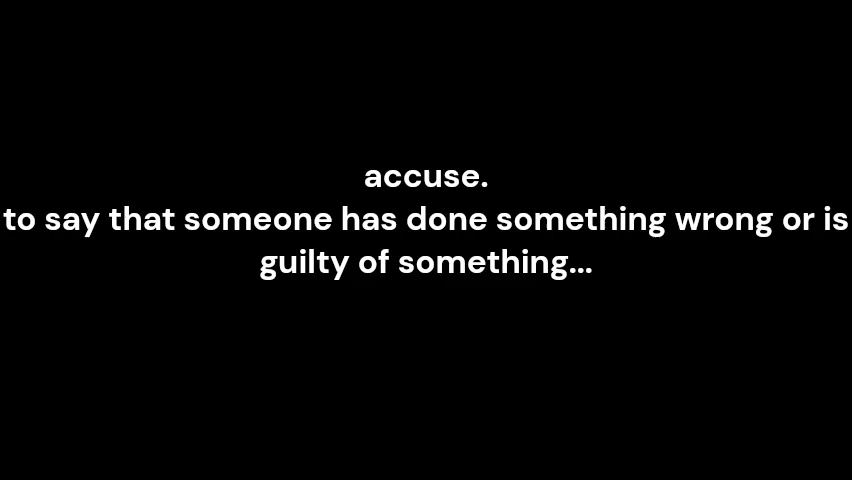 accuse.
to say that someone has done something wrong or is
guilty of something...